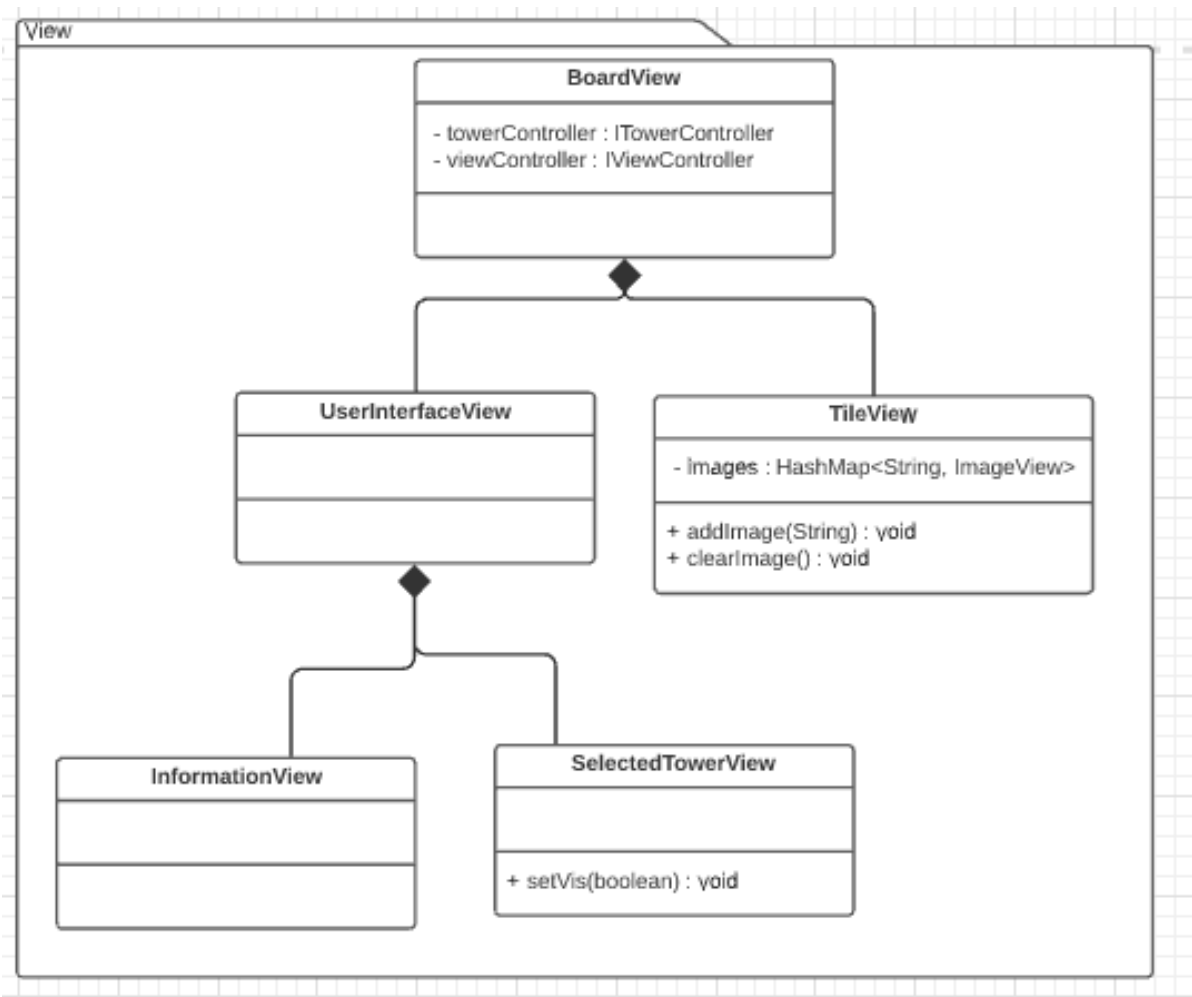 View
BoardView
- towerController : ITowerController
- viewController : IViewController
UserInterfaceView
TileView
- images : HashMap<String, ImageView>
+ addImage(String) : void
+ clearImage() : void
InformationView
SelectedTowerView
+ setVis(boolean) : void